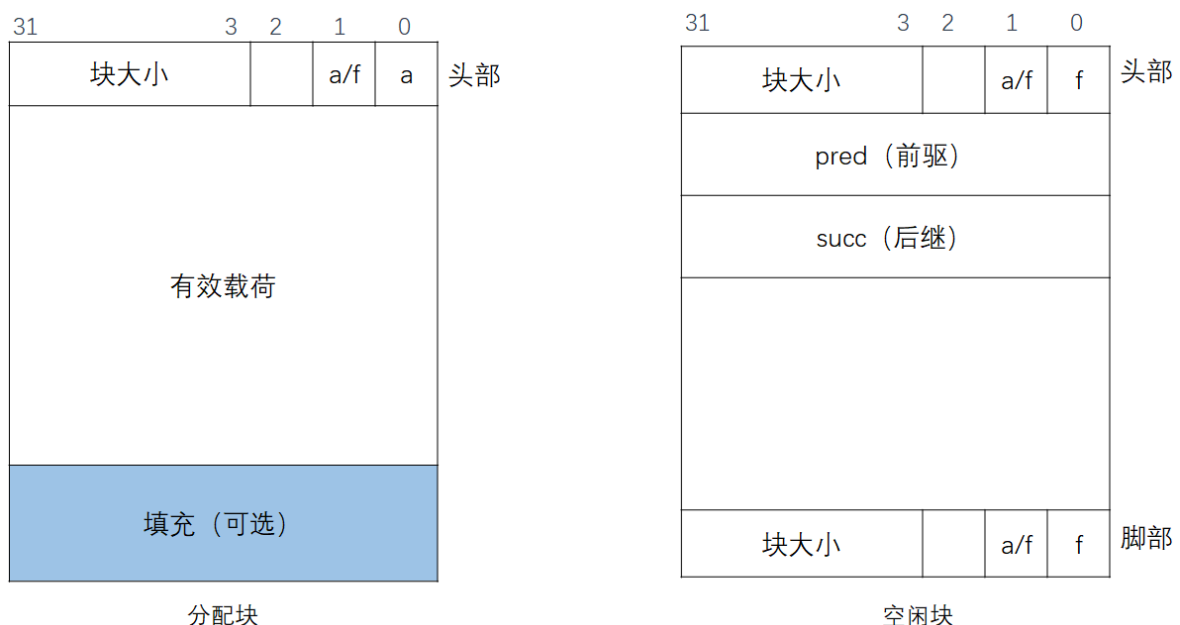 31 3 2 1 0
块大小 a/f a 头部
有效载荷
填充（可选）
分配块
31 3 2 1 0
块大小 a/f f 头部
pred（前驱）
succ（后继）
块大小 a/f f 脚部
空闲块